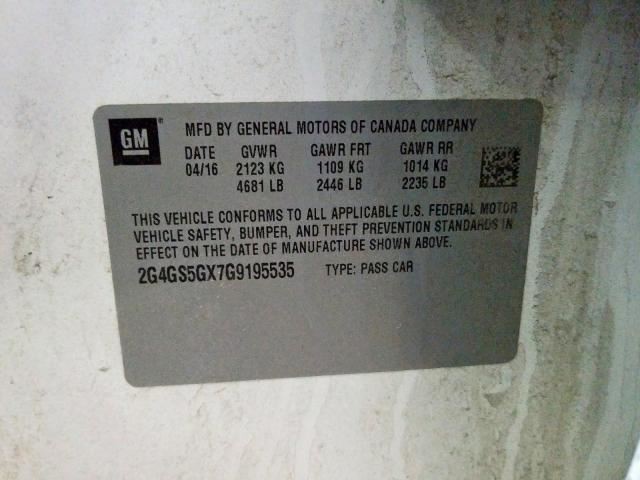 GM ®
MFD BY GENERAL MOTORS OF CANADA COMPANY
DATE GVWR GAWR FRT GAWR RR
04/16 2123 KG 1109 KG 1014 KG
4681 LB 2446 LB 2235 LB
THIS VEHICLE CONFORMS TO ALL APPLICABLE U.S. FEDERAL MOTOR
VEHICLE SAFETY, BUMPER, AND THEFT PREVENTION STANDARDS IN
EFFECT ON THE DATE OF MANUFACTURE SHOWN ABOVE.
2G4GS5GX7G9195535 TYPE: PASS CAR